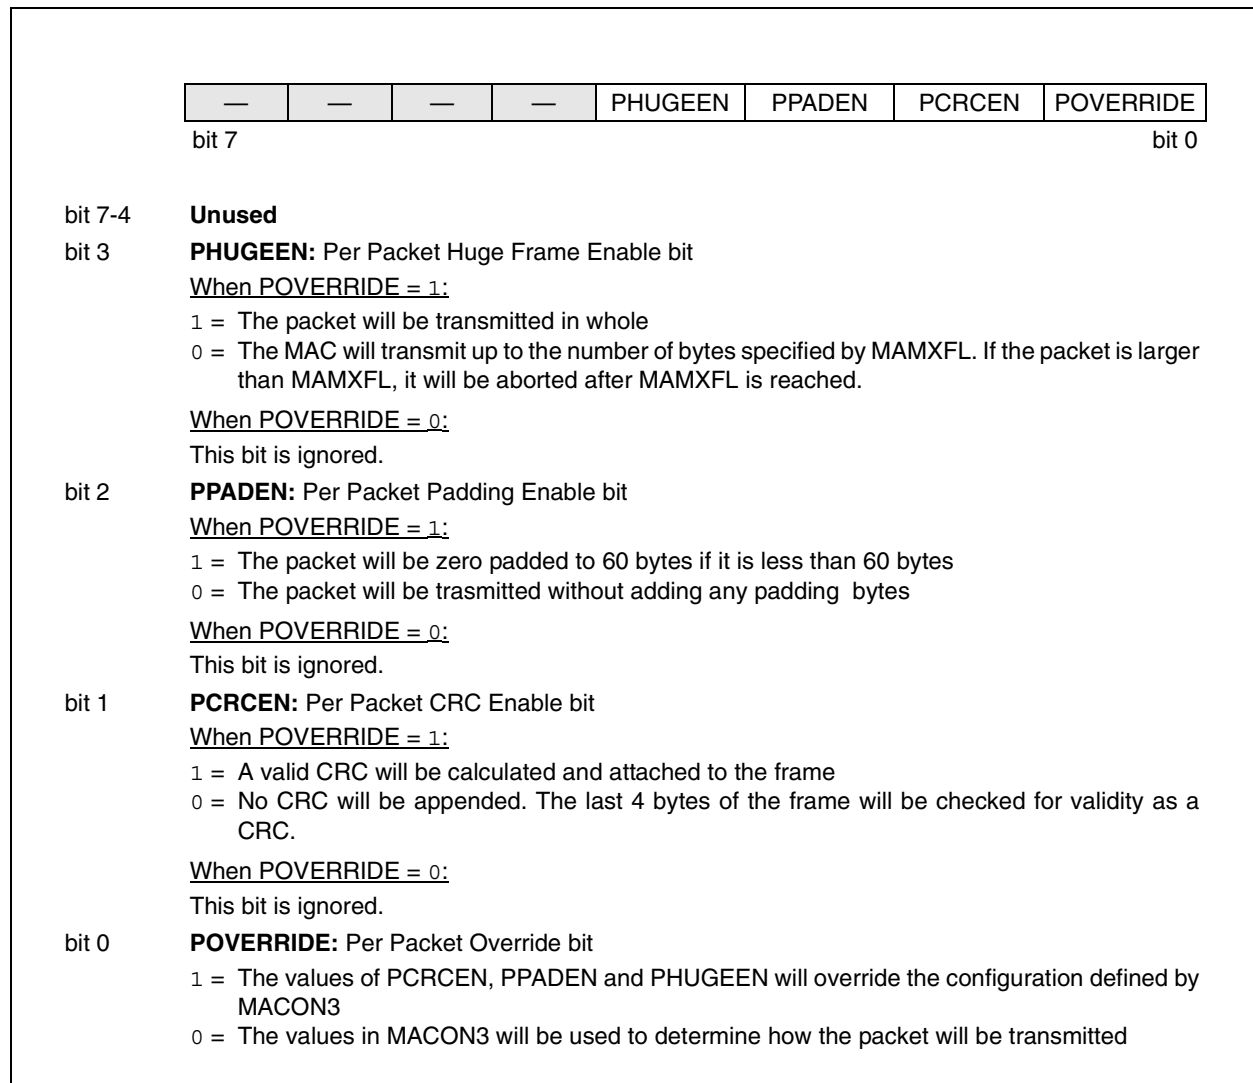 — — — — PHUGEEN PPADEN PCRCEN POVERRIDE
bit 7 bit 0
bit 7-4 Unused
bit 3 PHUGEEN: Per Packet Huge Frame Enable bit
When POVERRIDE = 1:
1 = The packet will be transmitted in whole
0 = The MAC will transmit up to the number of bytes specified by MAMXFL. If the packet is larger
than MAMXFL, it will be aborted after MAMXFL is reached.
When POVERRIDE = 0:
This bit is ignored.
bit 2 PPADEN: Per Packet Padding Enable bit
When POVERRIDE = 1:
1 = The packet will be zero padded to 60 bytes if it is less than 60 bytes
0 = The packet will be trasmitted without adding any padding bytes
When POVERRIDE = 0:
This bit is ignored.
bit 1 PCRCEN: Per Packet CRC Enable bit
When POVERRIDE = 1:
1 = A valid CRC will be calculated and attached to the frame
0 = No CRC will be appended. The last 4 bytes of the frame will be checked for validity as a
CRC.
When POVERRIDE = 0:
This bit is ignored.
bit 0 POVERRIDE: Per Packet Override bit
1 = The values of PCRCEN, PPADEN and PHUGEEN will override the configuration defined by
MACON3
0 = The values in MACON3 will be used to determine how the packet will be transmitted